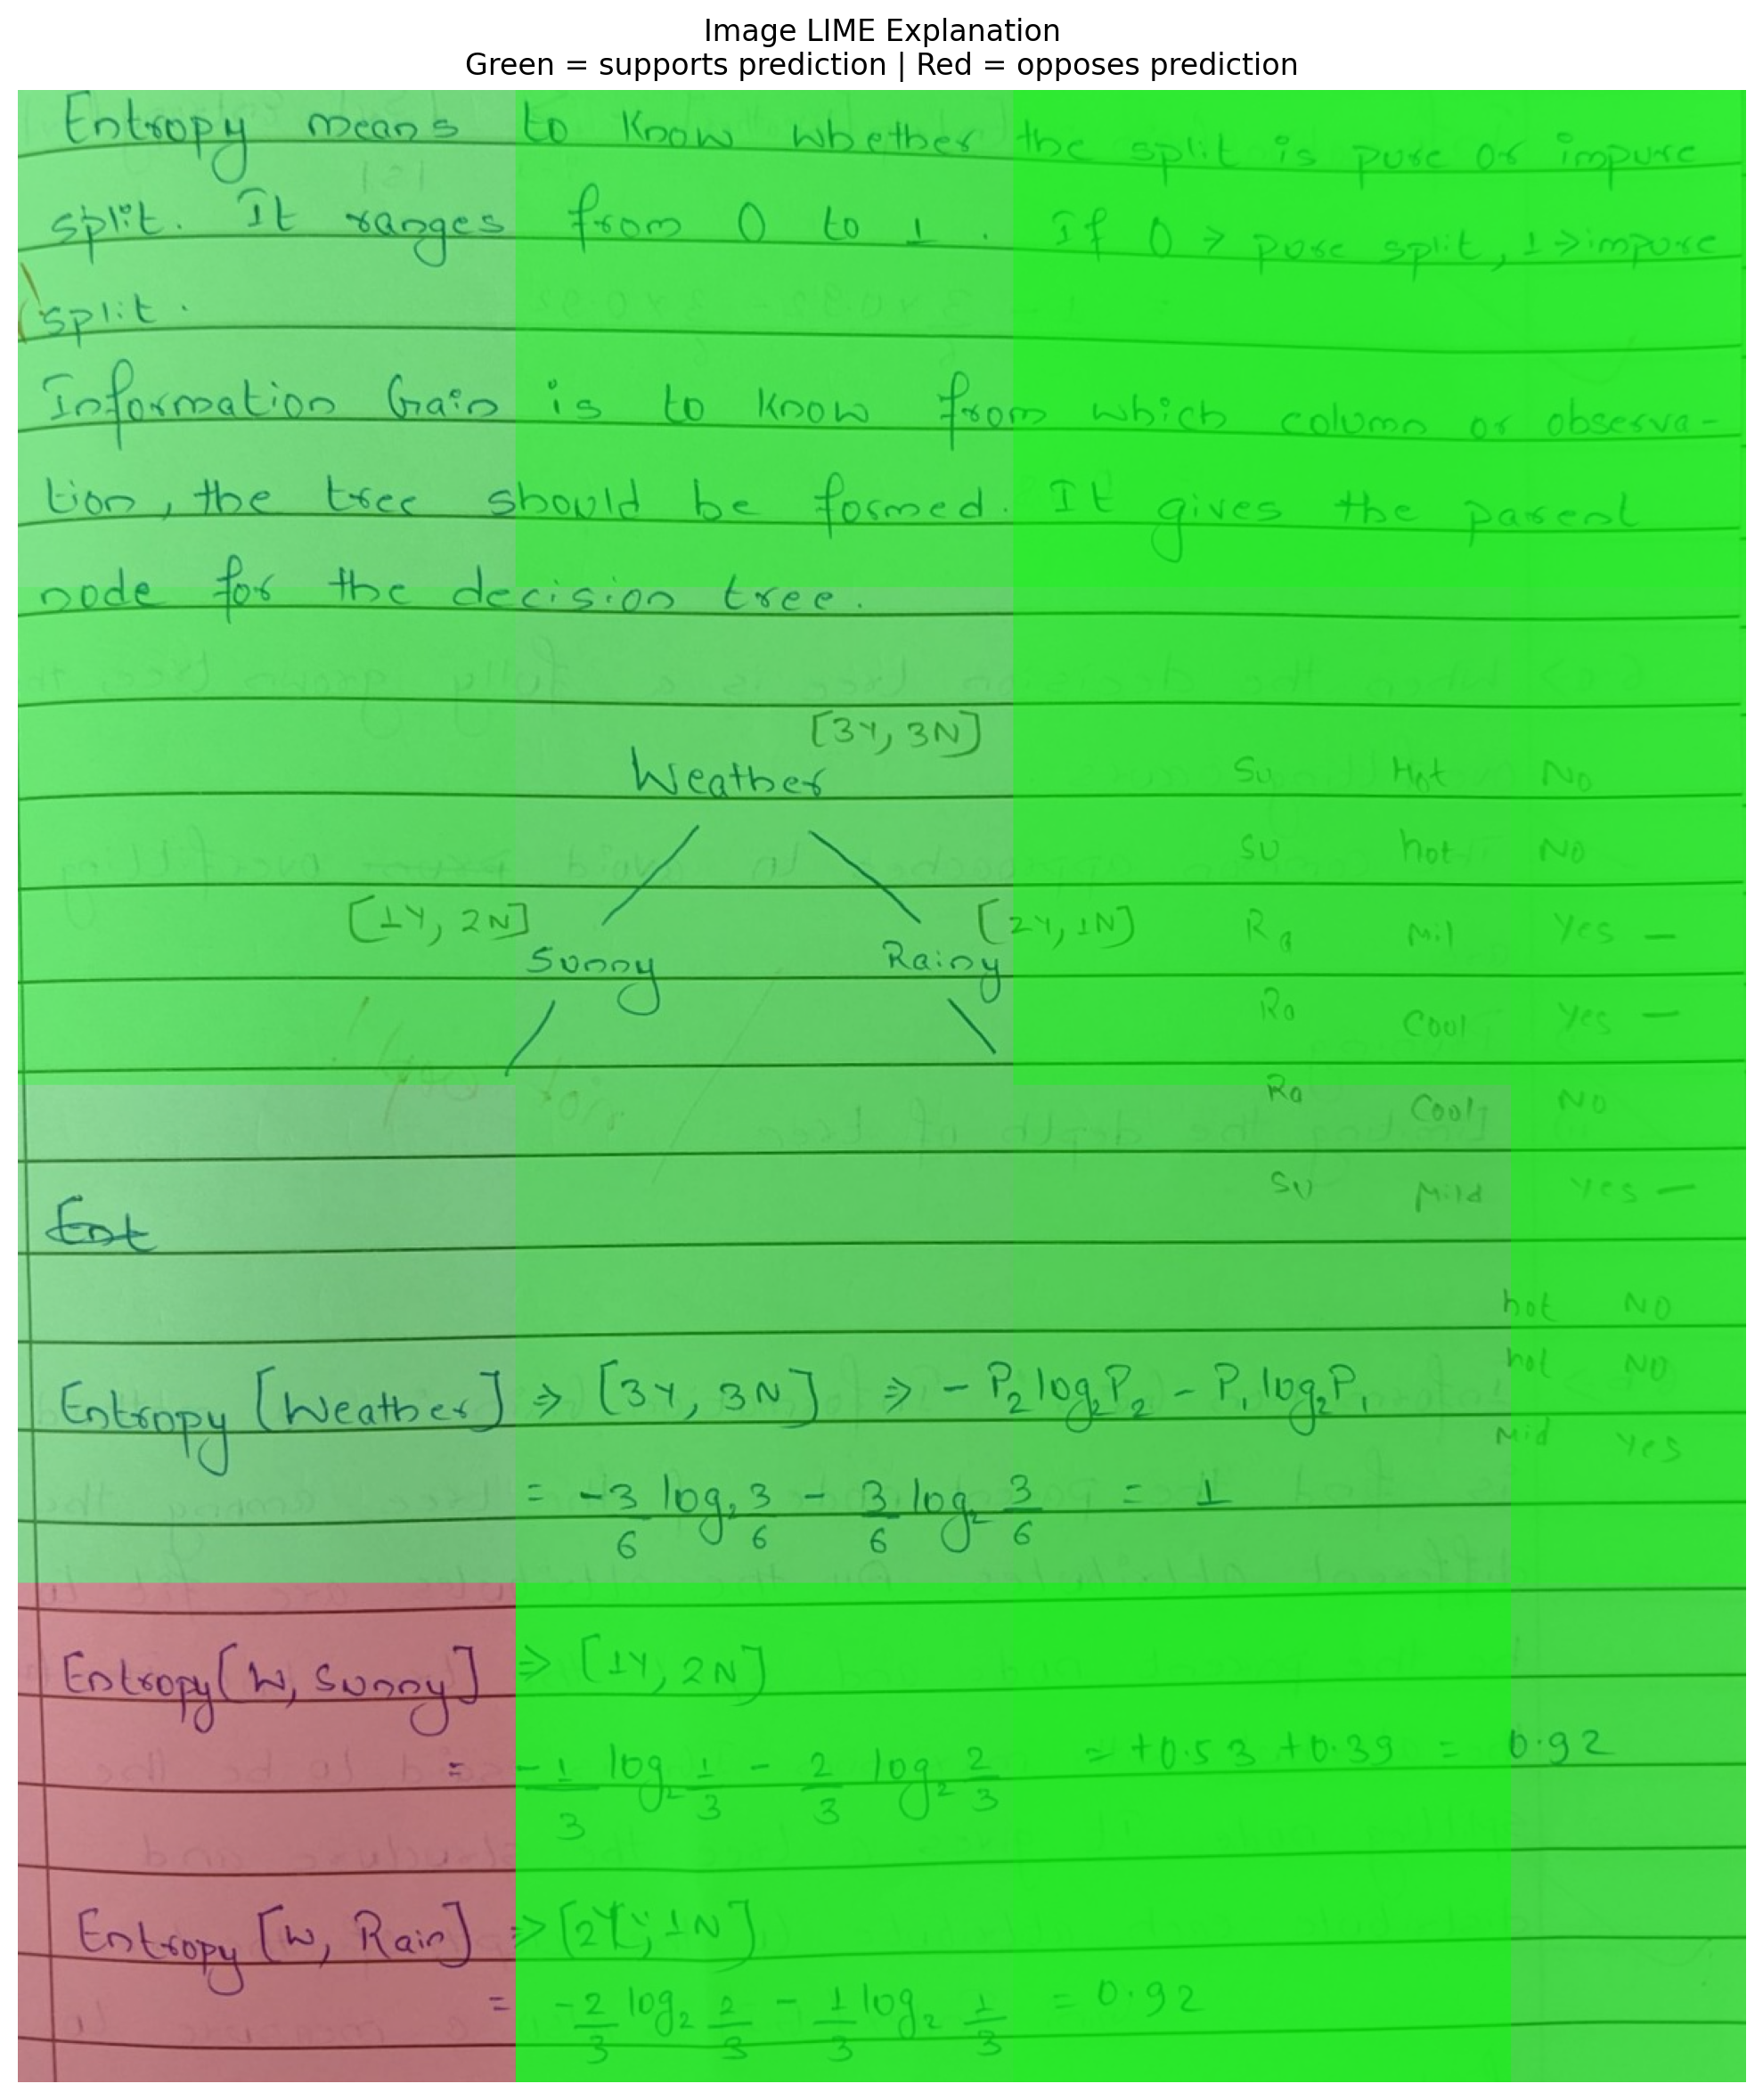 Image LIME Explanation
Green = supports prediction | Red = opposes prediction
Entropy means to know whether the split is pure or impure
split. It ranges from 0 to 1. If 0 → pure split, 1 → impure
split.
Information Gain is to know from which column or observa-
tion, the tree should be formed. It gives the parent
node for the decision tree.
[3Y, 3N]
Weather
Su Hot No
Su hot No
[1Y, 2N] [2Y, 1N] Ra Mil Yes —
Sunny Rainy
Ra Cool Yes —
Ra Cool No
Su Mild Yes —
Ent
hot NO
hot NO
Entropy [Weather] ⇒ [3Y, 3N] ⇒ - P₂ log₂ P₂ - P₁ log₂ P₁
Mid Yes
= -3/6 log₂ 3/6 - 3/6 log₂ 3/6 = 1
Entropy [W, Sunny] ⇒ [1Y, 2N]
= -1/3 log₂ 1/3 - 2/3 log₂ 2/3 = +0.53 +0.39 = 0.92
Entropy [W, Rain] ⇒ [2Y, 1N]
= -2/3 log₂ 2/3 - 1/3 log₂ 1/3 = 0.92